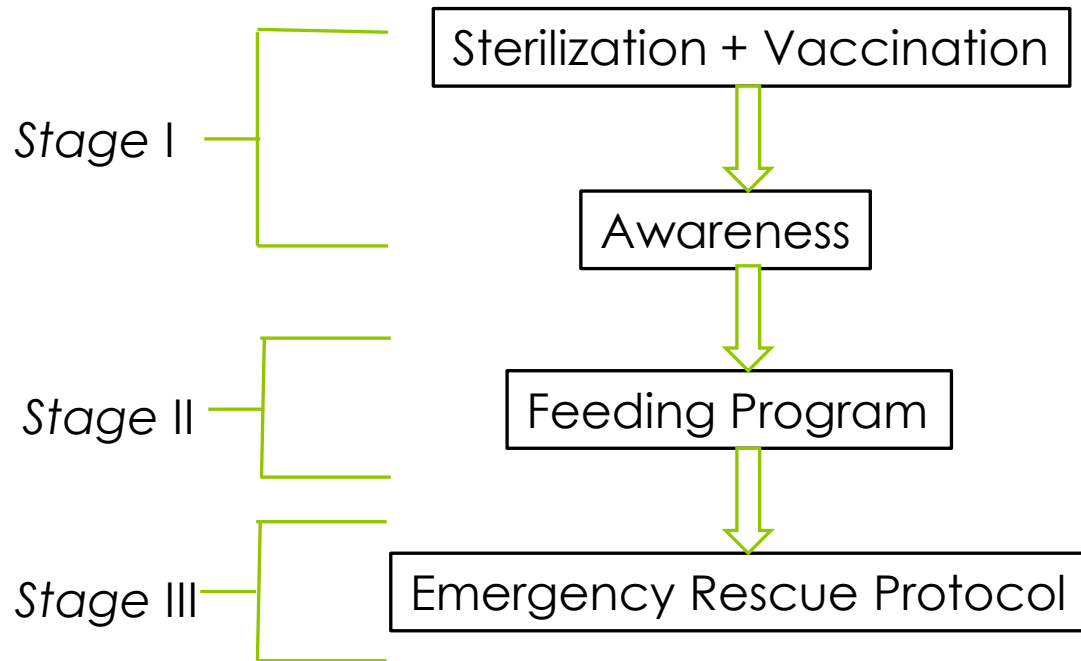 Sterilization + Vaccination
Stage I
Awareness
Stage II
Feeding Program
Stage III
Emergency Rescue Protocol